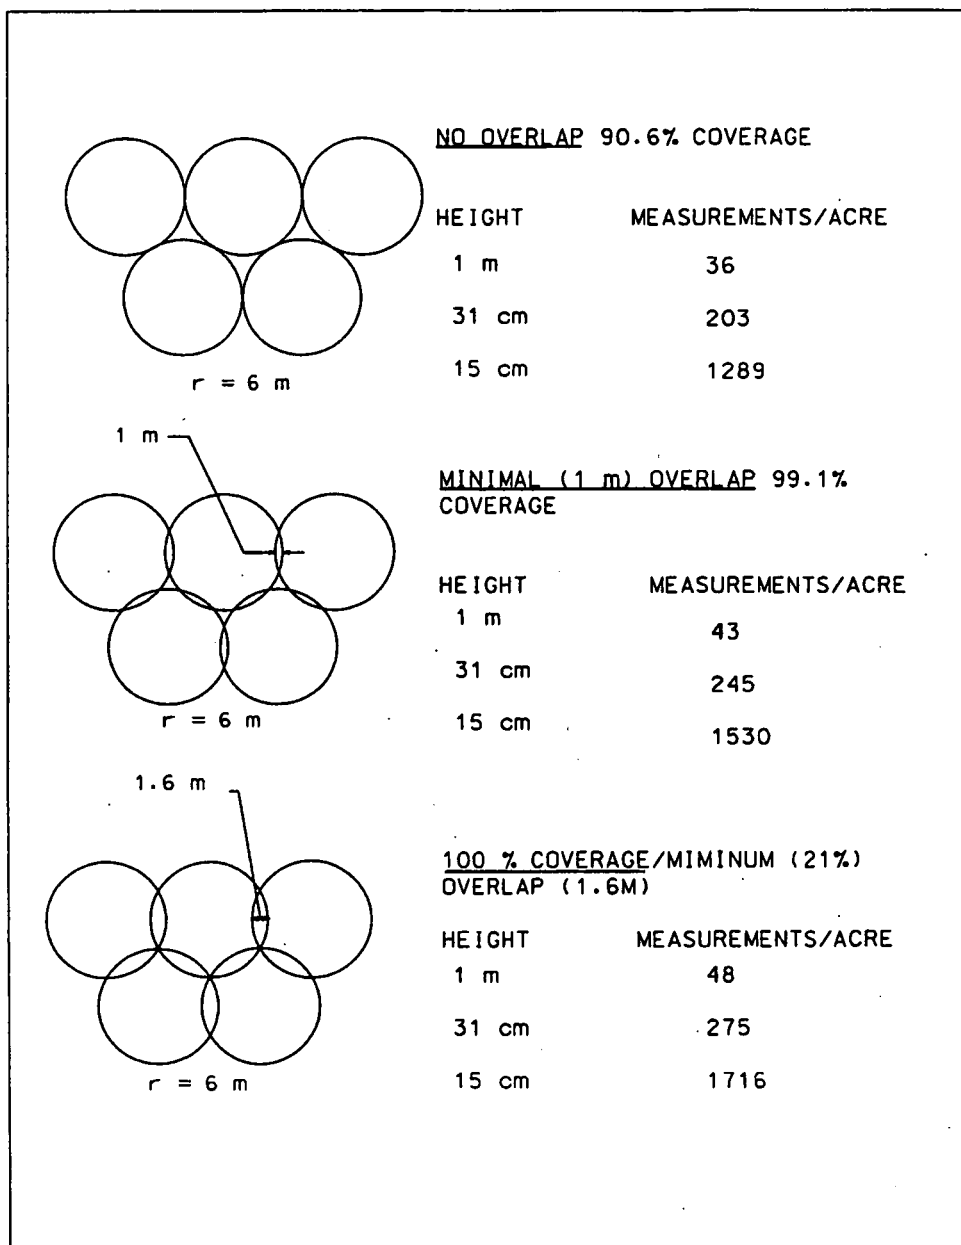 NO OVERLAP 90.6% COVERAGE
HEIGHT MEASUREMENTS/ACRE
1 m 36
31 cm 203
15 cm 1289
r = 6 m
1 m
MINIMAL (1 m) OVERLAP 99.1%
COVERAGE
HEIGHT MEASUREMENTS/ACRE
1 m 43
31 cm 245
15 cm 1530
r = 6 m
1.6 m
100 % COVERAGE/MIMINUM (21%)
OVERLAP (1.6M)
HEIGHT MEASUREMENTS/ACRE
1 m 48
31 cm 275
15 cm 1716
r = 6 m